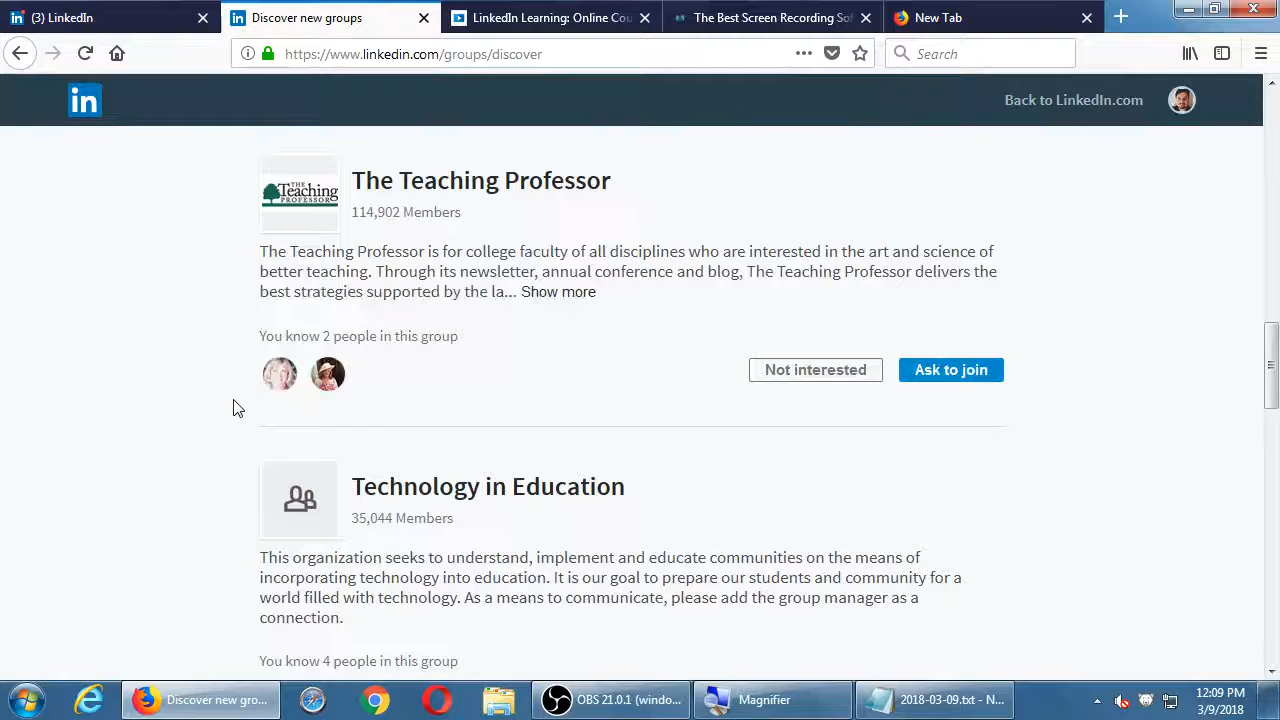 (3) LinkedIn
Discover new groups
LinkedIn Learning: Online Cou
The Best Screen Recording Sof
New Tab
https://www.linkedin.com/groups/discover
Search
in
Back to LinkedIn.com
THE Teaching PROFESSOR
The Teaching Professor
114,902 Members
The Teaching Professor is for college faculty of all disciplines who are interested in the art and science of
better teaching. Through its newsletter, annual conference and blog, The Teaching Professor delivers the
best strategies supported by the la... Show more
You know 2 people in this group
Not interested
Ask to join
Technology in Education
35,044 Members
This organization seeks to understand, implement and educate communities on the means of
incorporating technology into education. It is our goal to prepare our students and community for a
world filled with technology. As a means to communicate, please add the group manager as a
connection.
You know 4 people in this group
Discover new gro...
OBS 21.0.1 (windo...
Magnifier
2018-03-09.txt - N...
12:09 PM
3/9/2018